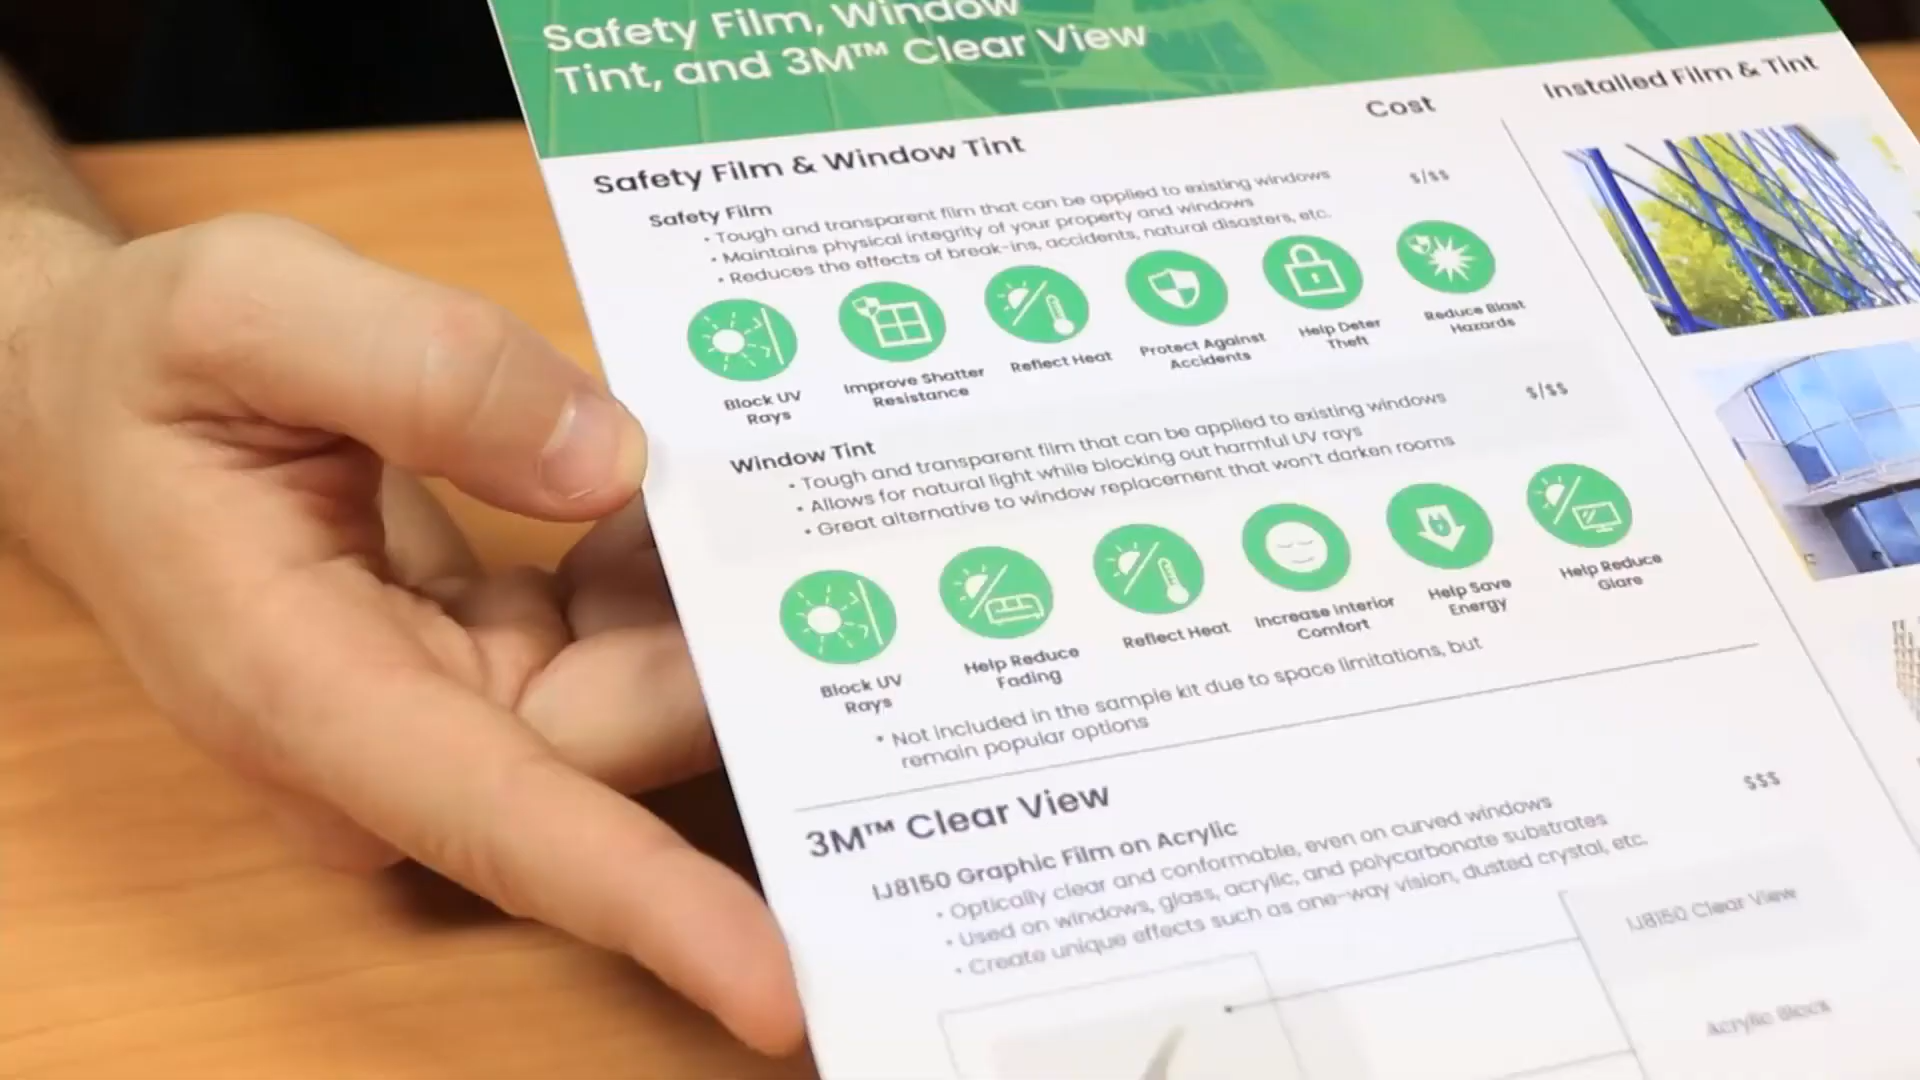 Safety Film, Window
Tint, and 3M™ Clear View
Cost
Installed Film & Tint
Safety Film & Window Tint
Safety Film
$/$$
• Tough and transparent film that can be applied to existing windows
• Maintains physical integrity of your property and windows
• Reduces the effects of break-ins, accidents, natural disasters, etc.
Block UV
Rays
Improve Shatter
Resistance
Reflect Heat
Protect Against
Accidents
Help Deter
Theft
Reduce Blast
Hazards
Window Tint
$/$$
• Tough and transparent film that can be applied to existing windows
• Allows for natural light while blocking out harmful UV rays
• Great alternative to window replacement that won't darken rooms
Block UV
Rays
Help Reduce
Fading
Reflect Heat
Increase Interior
Comfort
Help Save
Energy
Help Reduce
Glare
* Not included in the sample kit due to space limitations, but
remain popular options
3M™ Clear View
$$$
IJ8150 Graphic Film on Acrylic
• Optically clear and conformable, even on curved windows
• Used on windows, glass, acrylic, and polycarbonate substrates
• Create unique effects such as one-way vision, dusted crystal, etc.
IJ8150 Clear View
Acrylic Block